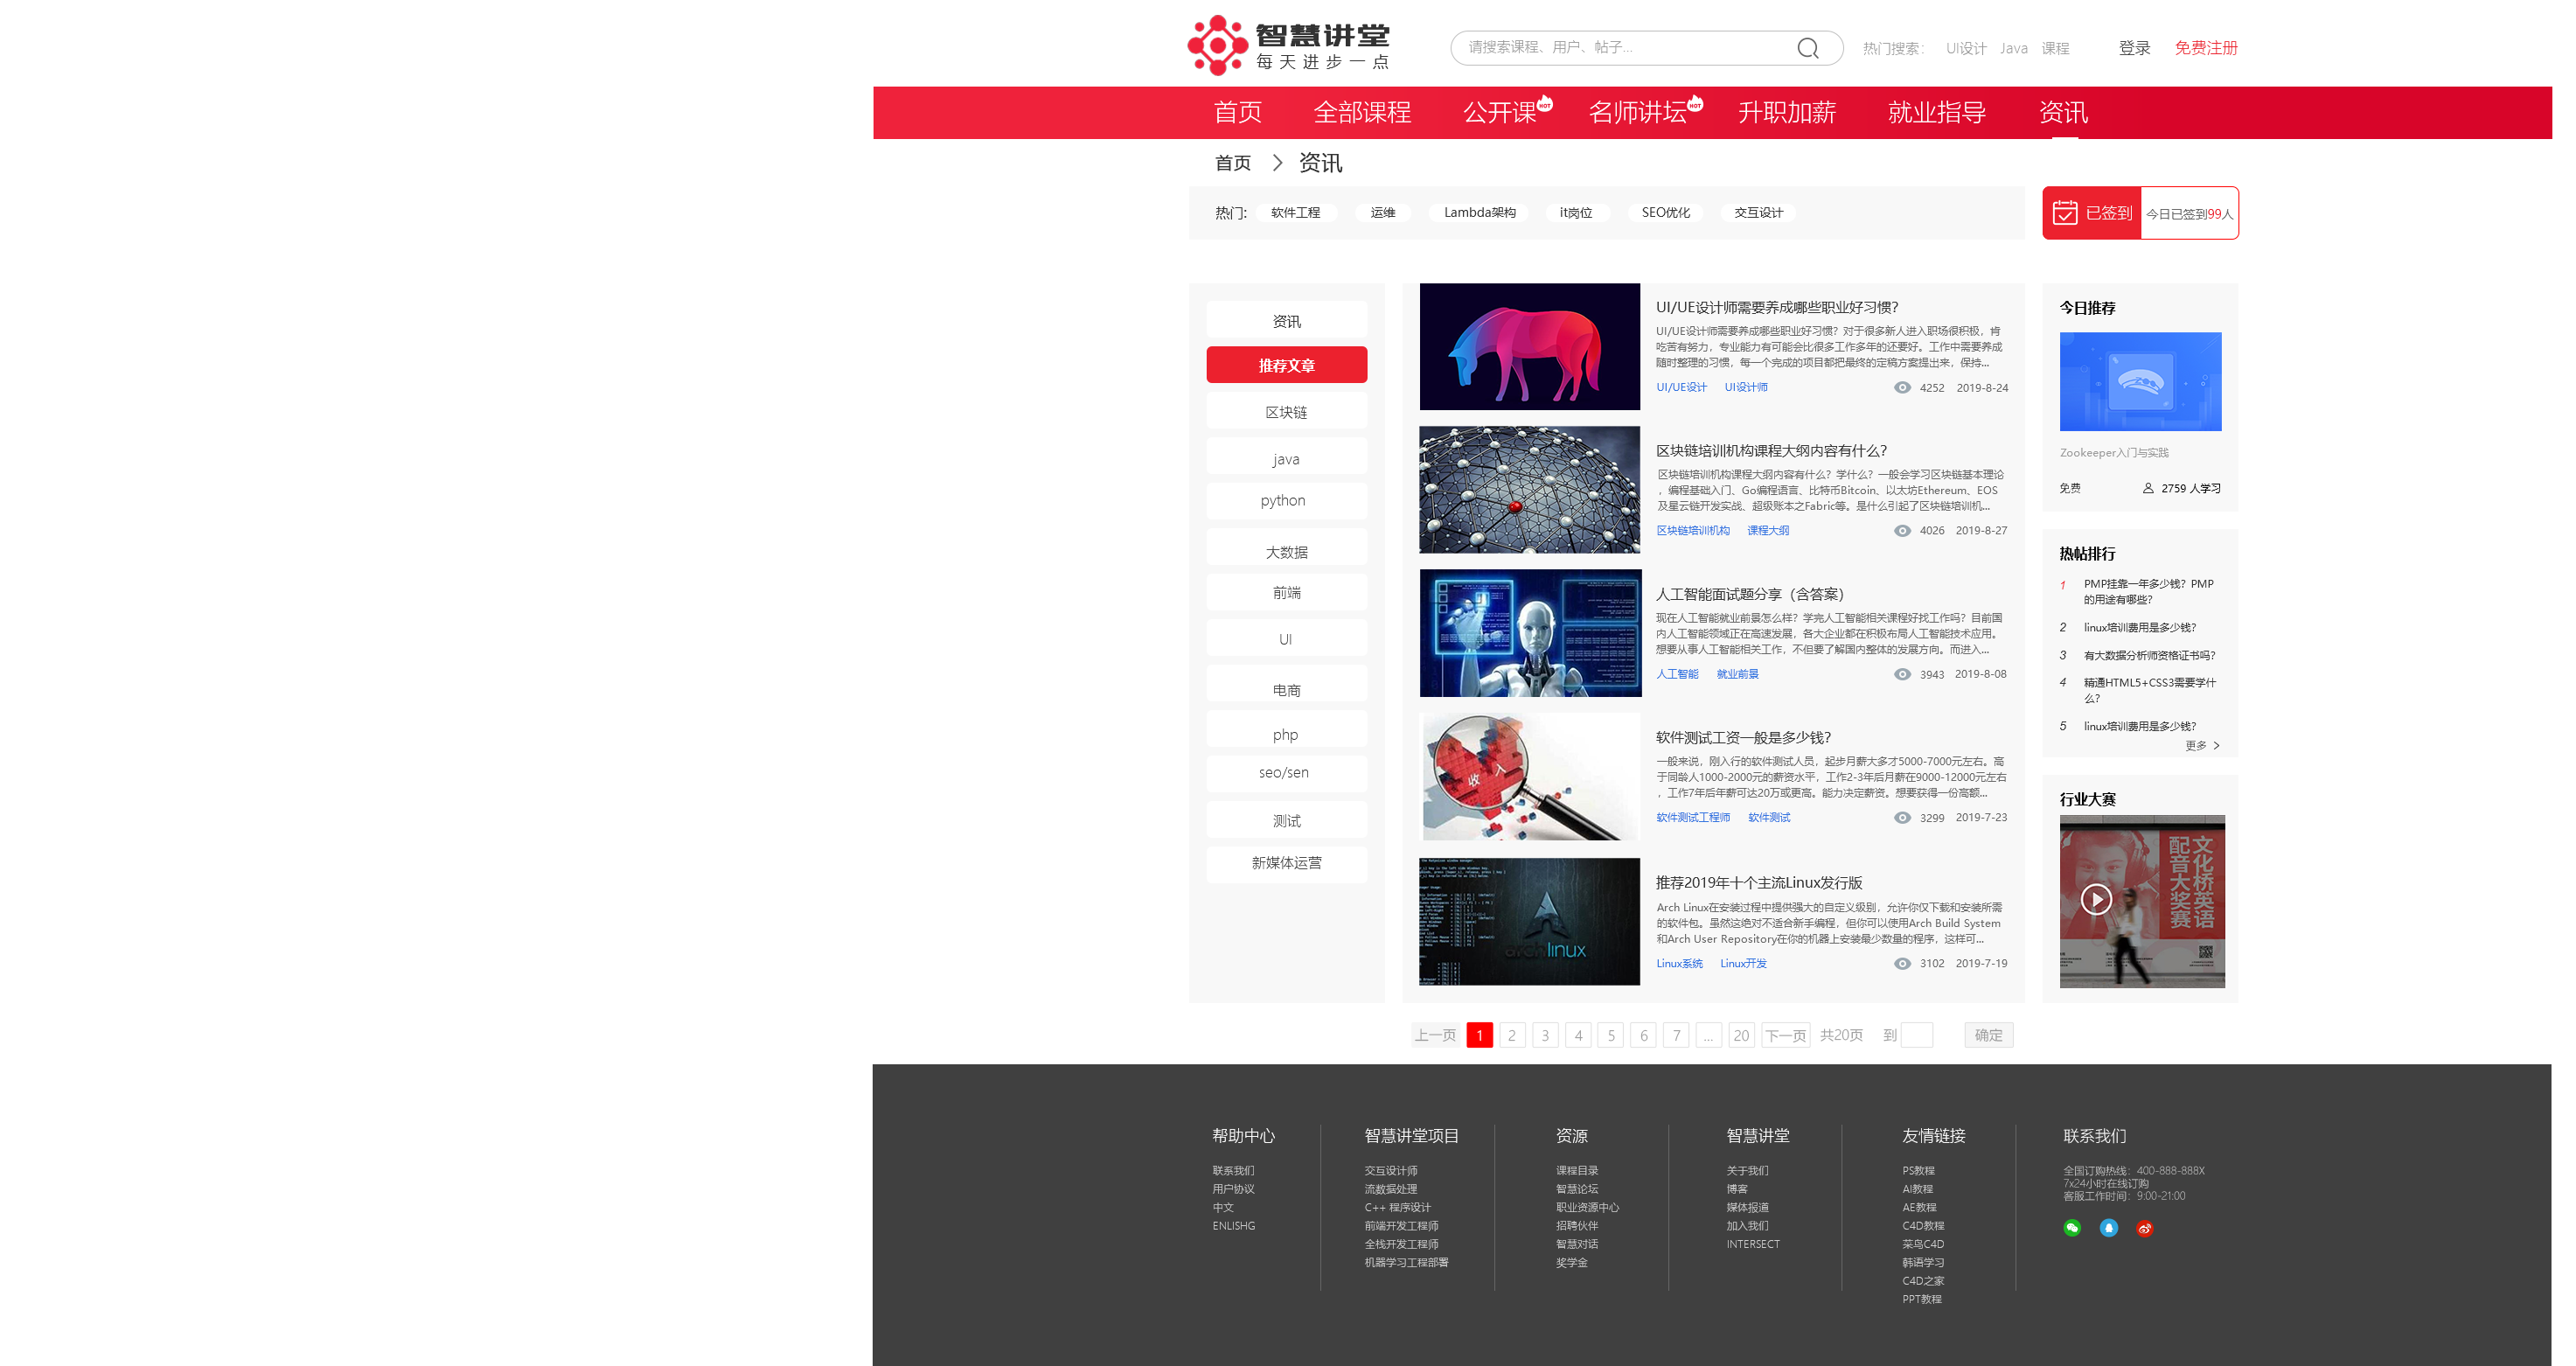 智慧讲堂
每天进步一点
请搜索课程、用户、帖子...
热门搜索： UI设计 Java 课程
登录 免费注册
首页 全部课程 公开课 HOT 名师讲坛 HOT 升职加薪 就业指导 资讯
首页 > 资讯
热门: 软件工程 运维 Lambda架构 it岗位 SEO优化 交互设计
已签到 今日已签到99人
资讯
推荐文章
区块链
java
python
大数据
前端
UI
电商
php
seo/sen
测试
新媒体运营
UI/UE设计师需要养成哪些职业好习惯？
UI/UE设计师需要养成哪些职业好习惯？对于很多新人进入职场很积极，肯
吃苦有努力，专业能力有可能会比很多工作多年的还要好。工作中需要养成
随时整理的习惯，每一个完成的项目都把最终的定稿方案提出来，保持...
UI/UE设计 UI设计师 4252 2019-8-24
区块链培训机构课程大纲内容有什么？
区块链培训机构课程大纲内容有什么？学什么？一般会学习区块链基本理论
，编程基础入门、Go编程语言、比特币Bitcoin、以太坊Ethereum、EOS
及星云链开发实战、超级账本之Fabric等。是什么引起了区块链培训机...
区块链培训机构 课程大纲 4026 2019-8-27
人工智能面试题分享（含答案）
现在人工智能就业前景怎么样？学完人工智能相关课程好找工作吗？目前国
内人工智能领域正在高速发展，各大企业都在积极布局人工智能技术应用。
想要从事人工智能相关工作，不但要了解国内整体的发展方向。而进入...
人工智能 就业前景 3943 2019-8-08
收入
软件测试工资一般是多少钱？
一般来说，刚入行的软件测试人员，起步月薪大多才5000-7000元左右。高
于同龄人1000-2000元的薪资水平，工作2-3年后月薪在9000-12000元左右
，工作7年后年薪可达20万或更高。能力决定薪资。想要获得一份高额...
软件测试工程师 软件测试 3299 2019-7-23
arch linux
推荐2019年十个主流Linux发行版
Arch Linux在安装过程中提供强大的自定义级别，允许你仅下载和安装所需
的软件包。虽然这绝对不适合新手编程，但你可以使用Arch Build System
和Arch User Repository在你的机器上安装最少数量的程序，这样可...
Linux系统 Linux开发 3102 2019-7-19
今日推荐
Zookeeper入门与实践
免费 2759 人学习
热帖排行
1 PMP挂靠一年多少钱？PMP
的用途有哪些？
2 linux培训费用是多少钱？
3 有大数据分析师资格证书吗？
4 精通HTML5+CSS3需要学什
么？
5 linux培训费用是多少钱？
更多 >
行业大赛
文化桥英语
配音大奖赛
上一页 1 2 3 4 5 6 7 ... 20 下一页 共20页 到 确定
帮助中心
联系我们
用户协议
中文
ENLISHG
智慧讲堂项目
交互设计师
流数据处理
C++ 程序设计
前端开发工程师
全栈开发工程师
机器学习工程部署
资源
课程目录
智慧论坛
职业资源中心
招聘伙伴
智慧对话
奖学金
智慧讲堂
关于我们
博客
媒体报道
加入我们
INTERSECT
友情链接
PS教程
AI教程
AE教程
C4D教程
菜鸟C4D
韩语学习
C4D之家
PPT教程
联系我们
全国订购热线：400-888-888X
7x24小时在线订购
客服工作时间：9:00-21:00